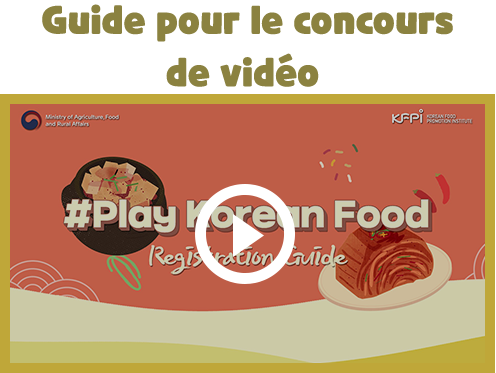 Guide pour le concours
de vidéo
Ministry of Agriculture, Food
and Rural Affairs
KFPI KOREAN FOOD
PROMOTION INSTITUTE
#Play Korean Food
Registration Guide